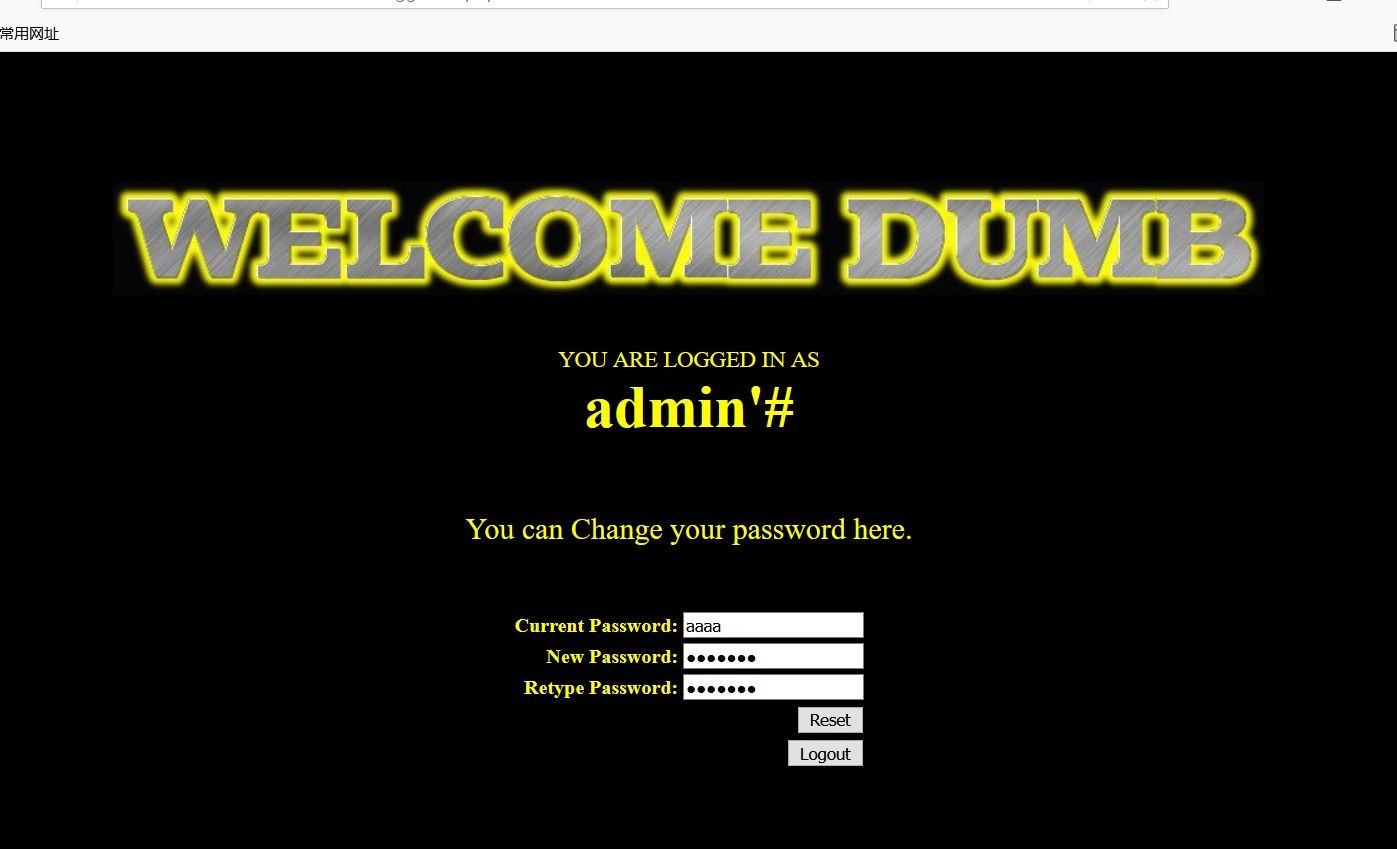 常用网址
WELCOME DUMB
YOU ARE LOGGED IN AS
admin'#
You can Change your password here.
Current Password: aaaa
New Password: •••••••
Retype Password: •••••••
Reset
Logout